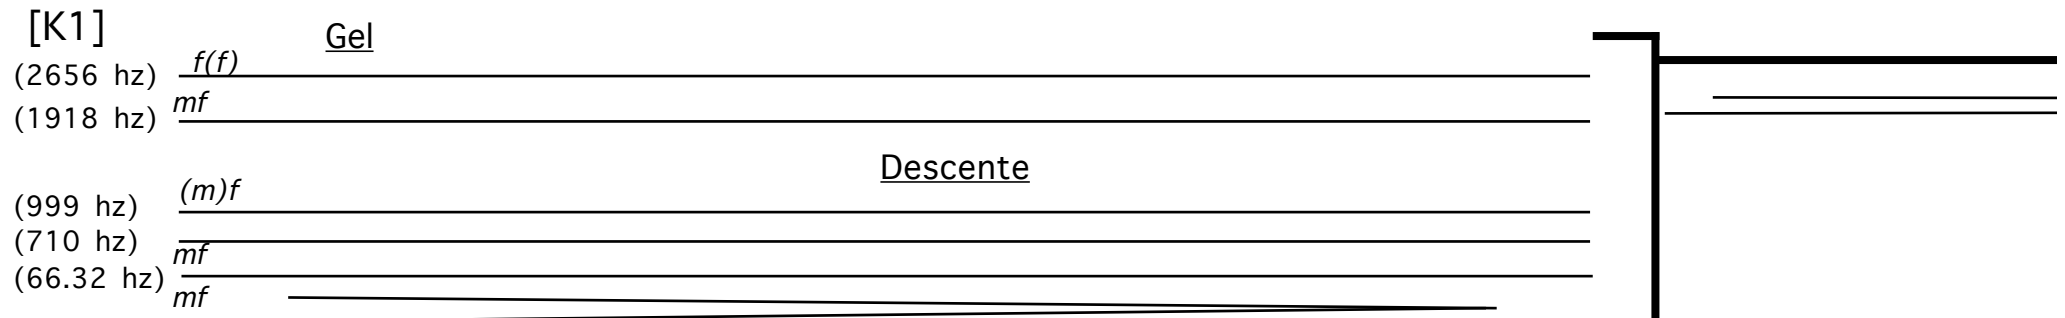 [K1]
Gel
f(f)
(2656 hz)
mf
(1918 hz)
Descente
(m)f
(999 hz)
(710 hz)
mf
(66.32 hz)
mf